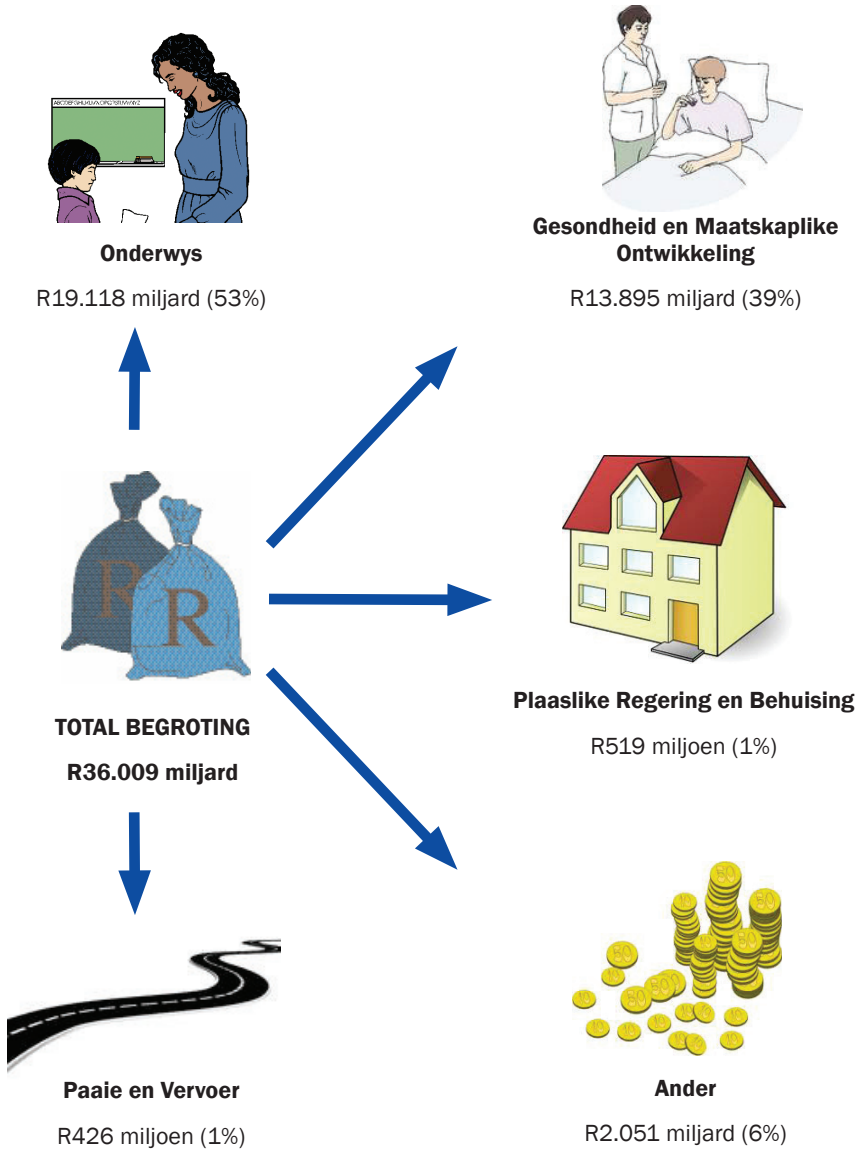 Onderwys
R19.118 miljard (53%)
Gesondheid en Maatskaplike
Ontwikkeling
R13.895 miljard (39%)
R
R
TOTAL BEGROTING
R36.009 miljard
Plaaslike Regering en Behuising
R519 miljoen (1%)
Paaie en Vervoer
R426 miljoen (1%)
Ander
R2.051 miljard (6%)